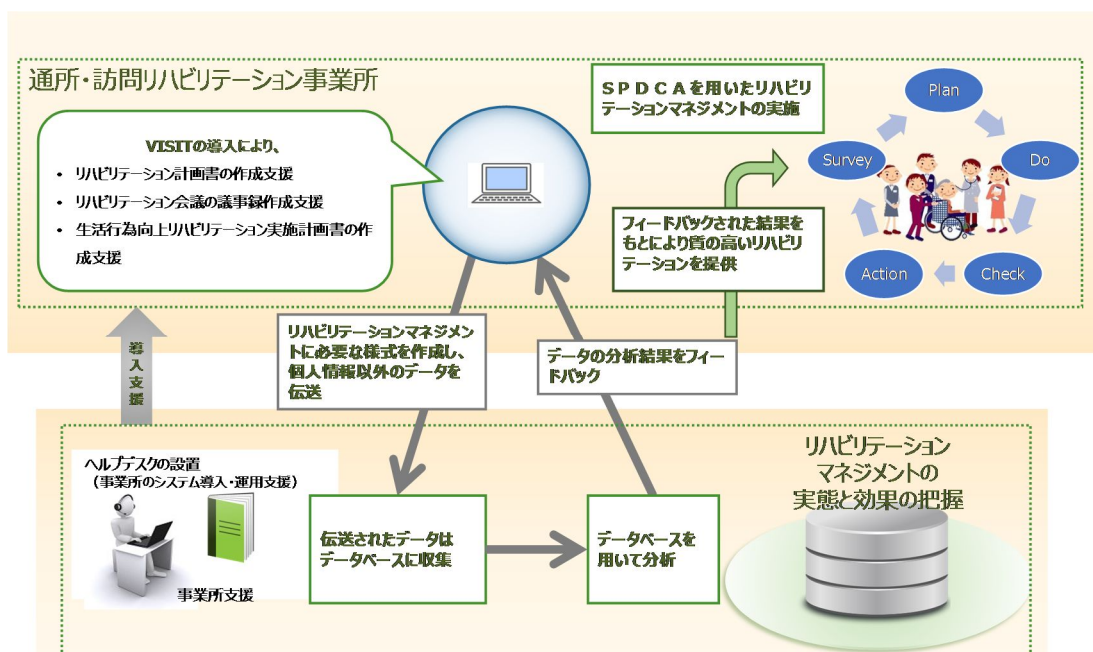 通所・訪問リハビリテーション事業所
VISITの導入により、
• リハビリテーション計画書の作成支援
• リハビリテーション会議の議事録作成支援
• 生活行為向上リハビリテーション実施計画書の作
成支援
SPDCAを用いたリハビリ
テーションマネジメントの実施
Plan
Do
Check
Action
Survey
フィードバックされた結果を
もとにより質の高いリハビリ
テーションを提供
導入支援
リハビリテーションマネジメン
トに必要な様式を作成し、
個人情報以外のデータを
伝送
データの分析結果をフィー
ドバック
ヘルプデスクの設置
(事業所のシステム導入・運用支援)
事業所支援
伝送されたデータは
データベースに収集
データベースを
用いて分析
リハビリテーション
マネジメントの
実態と効果の把握